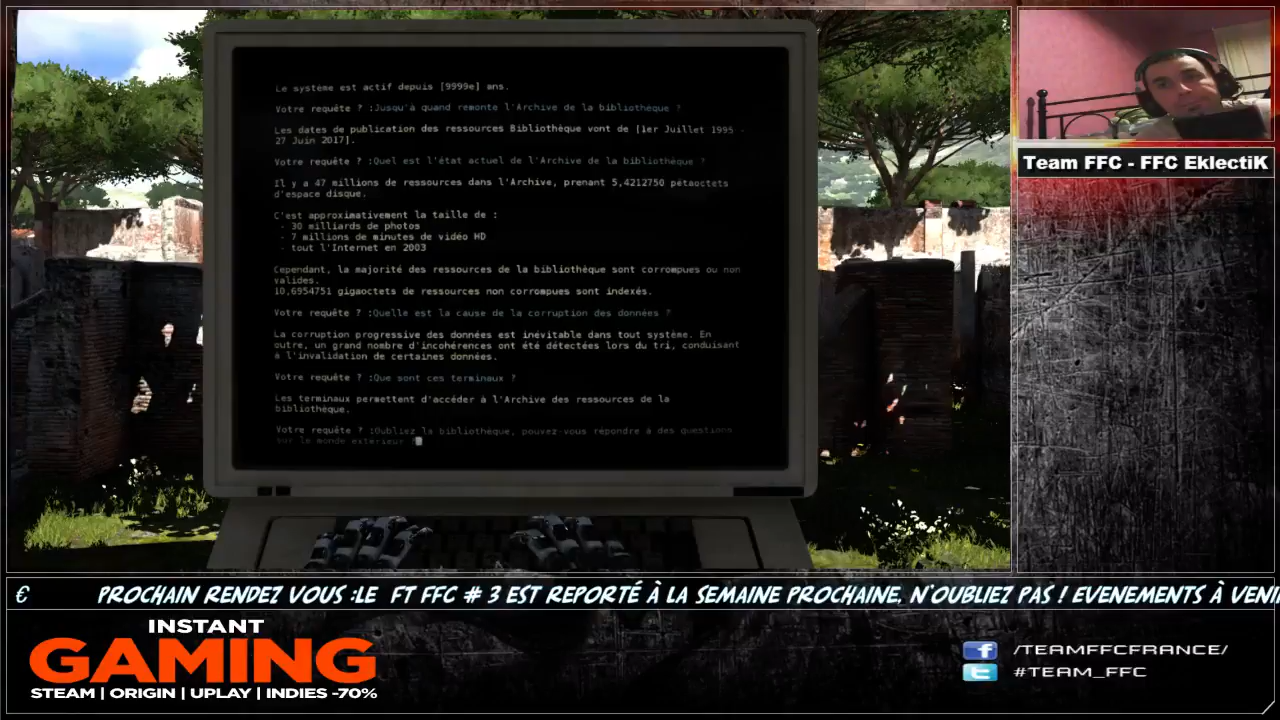 Le système est actif depuis [9999e] ans.
Votre requête ? :Jusqu'à quand remonte l'Archive de la bibliothèque ?
Les dates de publication des ressources Bibliothèque vont de [1er Juillet 1995 -
27 Juin 2017].
Votre requête ? :Quel est l'état actuel de l'Archive de la bibliothèque ?
Il y a 47 millions de ressources dans l'Archive, prenant 5,4212750 pétaoctets
d'espace disque.
C'est approximativement la taille de :
- 30 milliards de photos
- 7 millions de minutes de vidéo HD
- tout l'Internet en 2003
Cependant, la majorité des ressources de la bibliothèque sont corrompues ou non
valides.
10,6954751 gigaoctets de ressources non corrompues sont indexés.
Votre requête ? :Quelle est la cause de la corruption des données ?
La corruption progressive des données est inévitable dans tout système. En
outre, un grand nombre d'incohérences ont été détectées lors du tri, conduisant
à l'invalidation de certaines données.
Votre requête ? :Que sont ces terminaux ?
Les terminaux permettent d'accéder à l'Archive des ressources de la
bibliothèque.
Votre requête ? :Oubliez la bibliothèque, pouvez-vous répondre à des questions
sur le monde extérieur ?
Team FFC - FFC EklectiK
€ PROCHAIN RENDEZ VOUS :LE FT FFC # 3 EST REPORTÉ À LA SEMAINE PROCHAINE, N'OUBLIEZ PAS ! EVENEMENTS À VENI
INSTANT
GAMING
STEAM | ORIGIN | UPLAY | INDIES -70%
/TEAMFFCFRANCE/
#TEAM_FFC